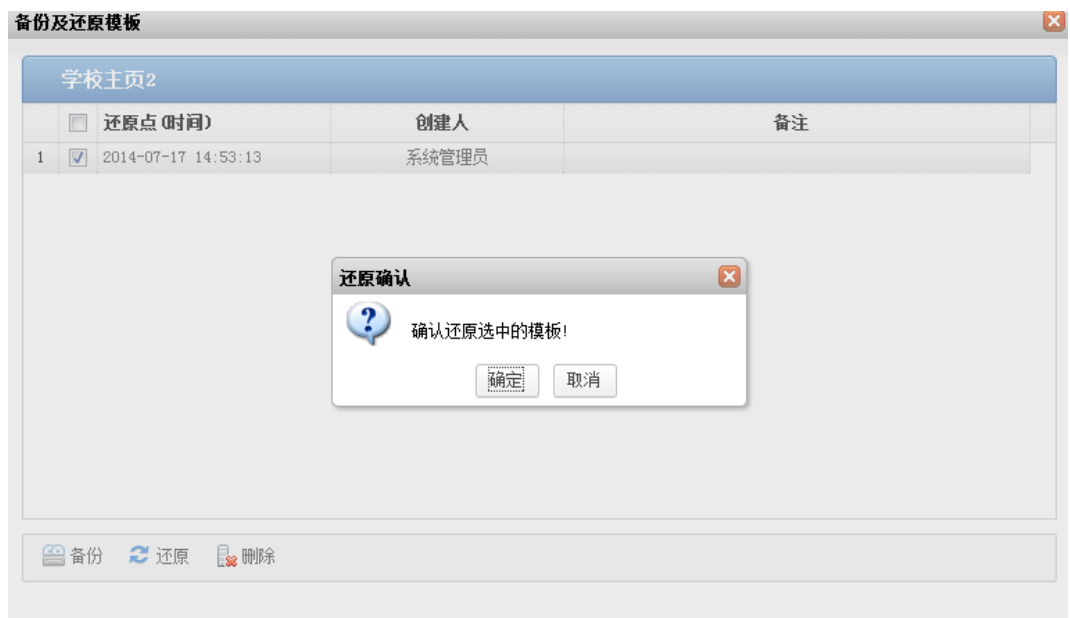 备份及还原模板
学校主页2
还原点(时间) 创建人 备注
1 2014-07-17 14:53:13 系统管理员
还原确认
确认还原选中的模板!
确定 取消
备份 还原 删除